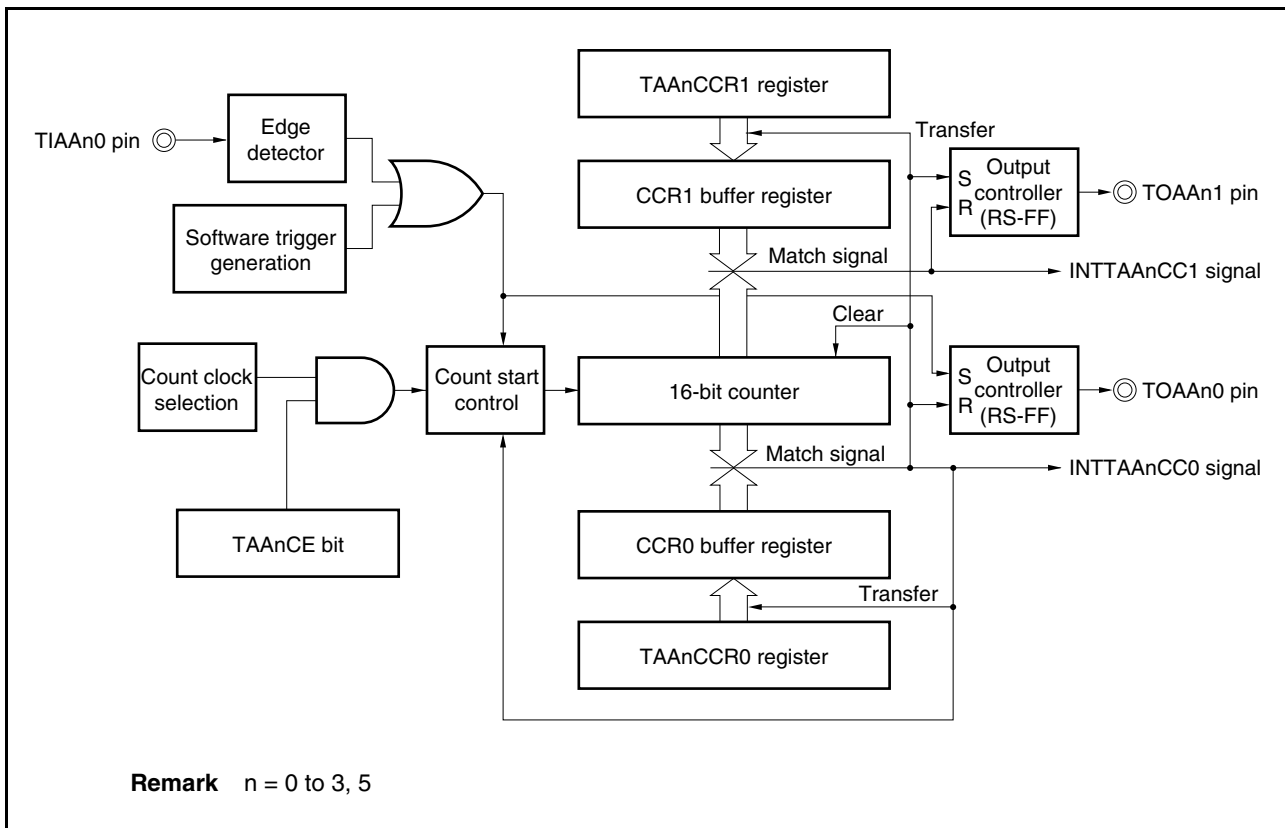 TAAnCCR1 register
TIAAn0 pin
Edge
detector
Transfer
S
R
Output
controller
(RS-FF)
TOAAn1 pin
CCR1 buffer register
Software trigger
generation
Match signal
INTTAAnCC1 signal
Clear
Count clock
selection
Count start
control
16-bit counter
S
R
Output
controller
(RS-FF)
TOAAn0 pin
Match signal
INTTAAnCC0 signal
TAAnCE bit
CCR0 buffer register
Transfer
TAAnCCR0 register
Remark n = 0 to 3, 5